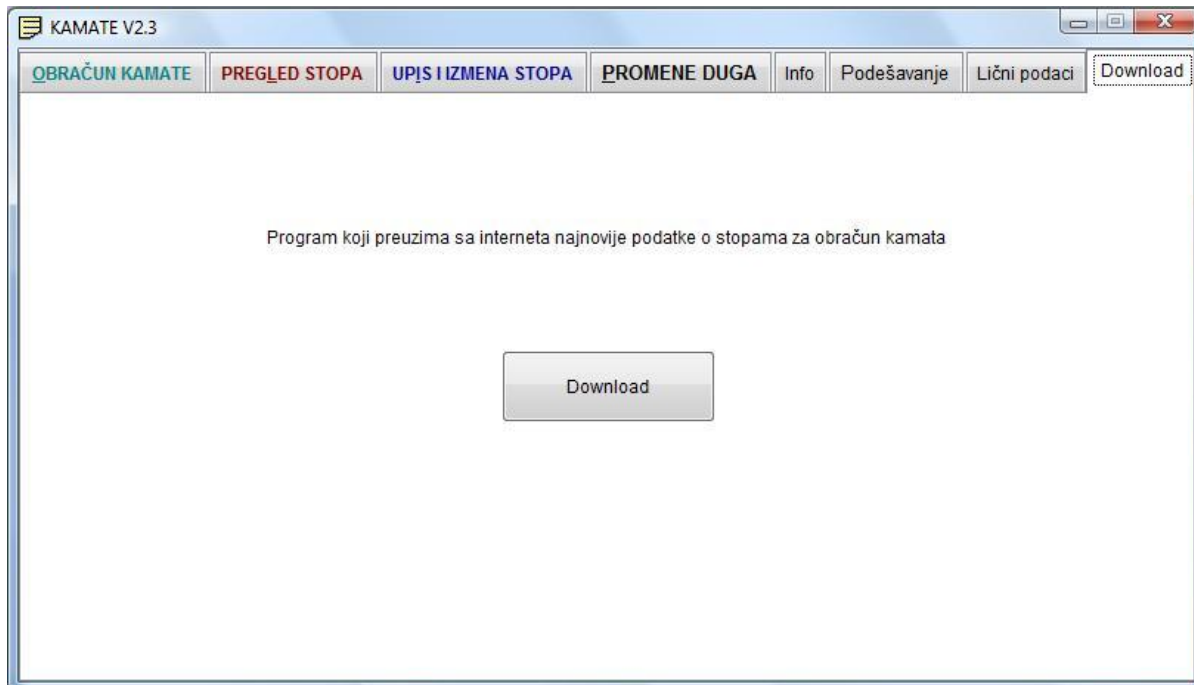 KAMATE V2.3
OBRAČUN KAMATE PREGLED STOPA UPIS I IZMENA STOPA PROMENE DUGA Info Podešavanje Lični podaci Download
Program koji preuzima sa interneta najnovije podatke o stopama za obračun kamata
Download